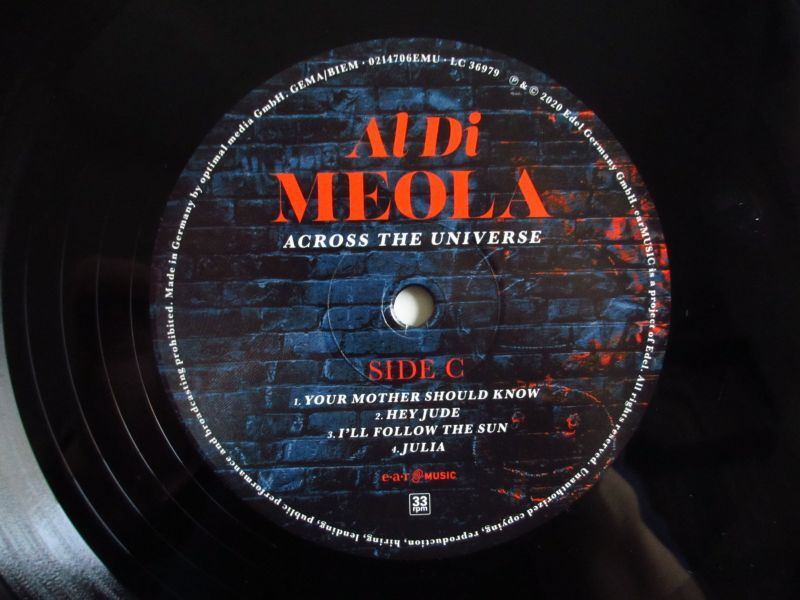 Al Di
MEOLA
ACROSS THE UNIVERSE
SIDE C
1. YOUR MOTHER SHOULD KNOW
2. HEY JUDE
3. I'LL FOLLOW THE SUN
4. JULIA
e·a·r MUSIC
33
rpm
℗ & © 2020 Edel Germany GmbH. earMUSIC is a project of Edel. All rights reserved. Unauthorized copying, reproduction, hiring, lending, public performance and broadcasting prohibited. Made in Germany by optimal media GmbH. GEMA/BIEM · 0214706EMU · LC 36979